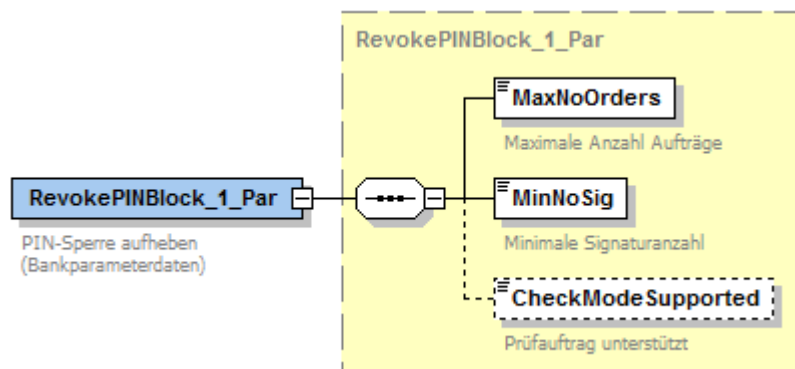 RevokePINBlock_1_Par
MaxNoOrders
Maximale Anzahl Aufträge
RevokePINBlock_1_Par
PIN-Sperre aufheben
(Bankparameterdaten)
MinNoSig
Minimale Signaturanzahl
CheckModeSupported
Prüfauftrag unterstützt